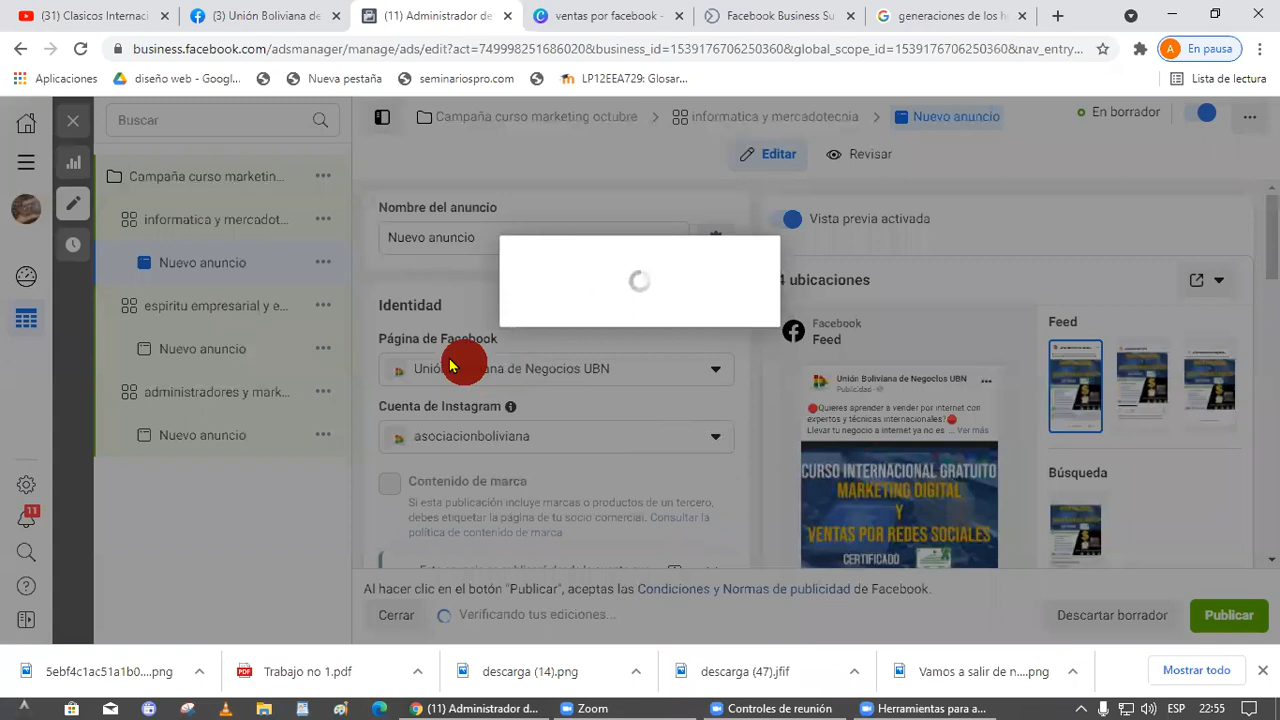 (31) Clasicos Internaci
(3) Unión Boliviana de
(11) Administrador de
ventas por facebook -
Facebook Business Su
generaciones de los h
business.facebook.com/adsmanager/manage/ads/edit?act=749998251686020&business_id=1539176706250360&global_scope_id=1539176706250360&nav_entry...
A En pausa
Aplicaciones
diseño web - Googl...
Nueva pestaña
seminariospro.com
LP12EEA729: Glosar...
Lista de lectura
Buscar
Campaña curso marketing octubre
informatica y mercadotecnia
Nuevo anuncio
En borrador
Editar
Revisar
Campaña curso marketin...
informatica y mercadot...
Nuevo anuncio
espiritu empresarial y e...
Nuevo anuncio
administradores y mark...
Nuevo anuncio
11
Nombre del anuncio
Nuevo anuncio
Identidad
Página de Facebook
Unión Boliviana de Negocios UBN
Cuenta de Instagram
asociacionboliviana
Contenido de marca
Si esta publicación incluye marcas o productos de un tercero,
debes etiquetar la página de tu socio comercial. Consultar la
política de contenido de marca
Vista previa activada
4 ubicaciones
Facebook
Feed
Unión Boliviana de Negocios UBN
Publicidad
🔴Quieres aprender a vender por internet con
expertos y técnicas internacionales?🔴
Llevar tu negocio a internet ya no es ... Ver más
CURSO INTERNACIONAL GRATUITO
MARKETING DIGITAL
Y
VENTAS POR REDES SOCIALES
CERTIFICADO
Feed
Búsqueda
Al hacer clic en el botón "Publicar", aceptas las Condiciones y Normas de publicidad de Facebook.
Cerrar
Verificando tus ediciones...
Descartar borrador
Publicar
5ebf4c1ac51a1b0....png
Trabajo no 1.pdf
descarga (14).png
descarga (47).jfif
Vamos a salir de n....png
Mostrar todo
(11) Administrador d...
Zoom
Controles de reunión
Herramientas para a...
ESP
22:55